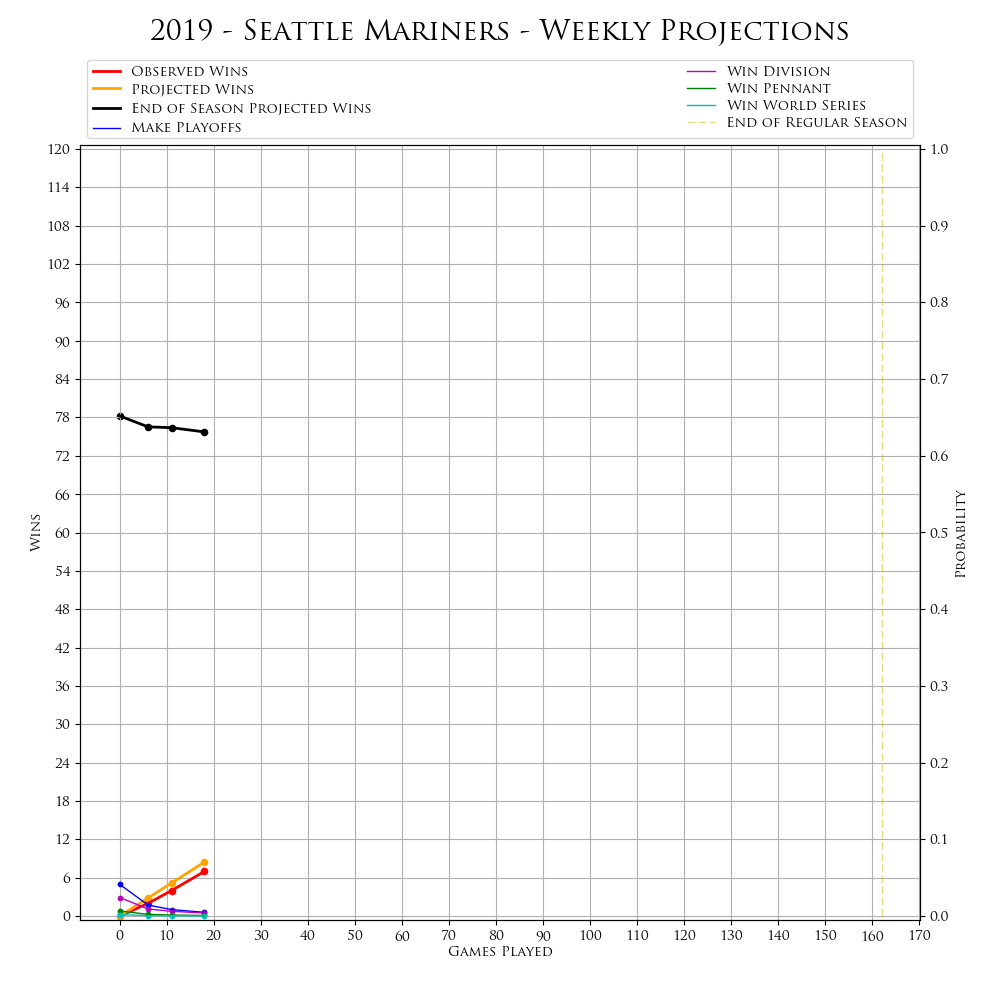 2019 - Seattle Mariners - Weekly Projections
Observed Wins
Projected Wins
End of Season Projected Wins
Make Playoffs
Win Division
Win Pennant
Win World Series
End of Regular Season
120
114
108
102
96
90
84
78
72
66
60
54
48
42
36
30
24
18
12
6
0
Wins
1.0
0.9
0.8
0.7
0.6
0.5
0.4
0.3
0.2
0.1
0.0
Probability
0 10 20 30 40 50 60 70 80 90 100 110 120 130 140 150 160 170
Games Played